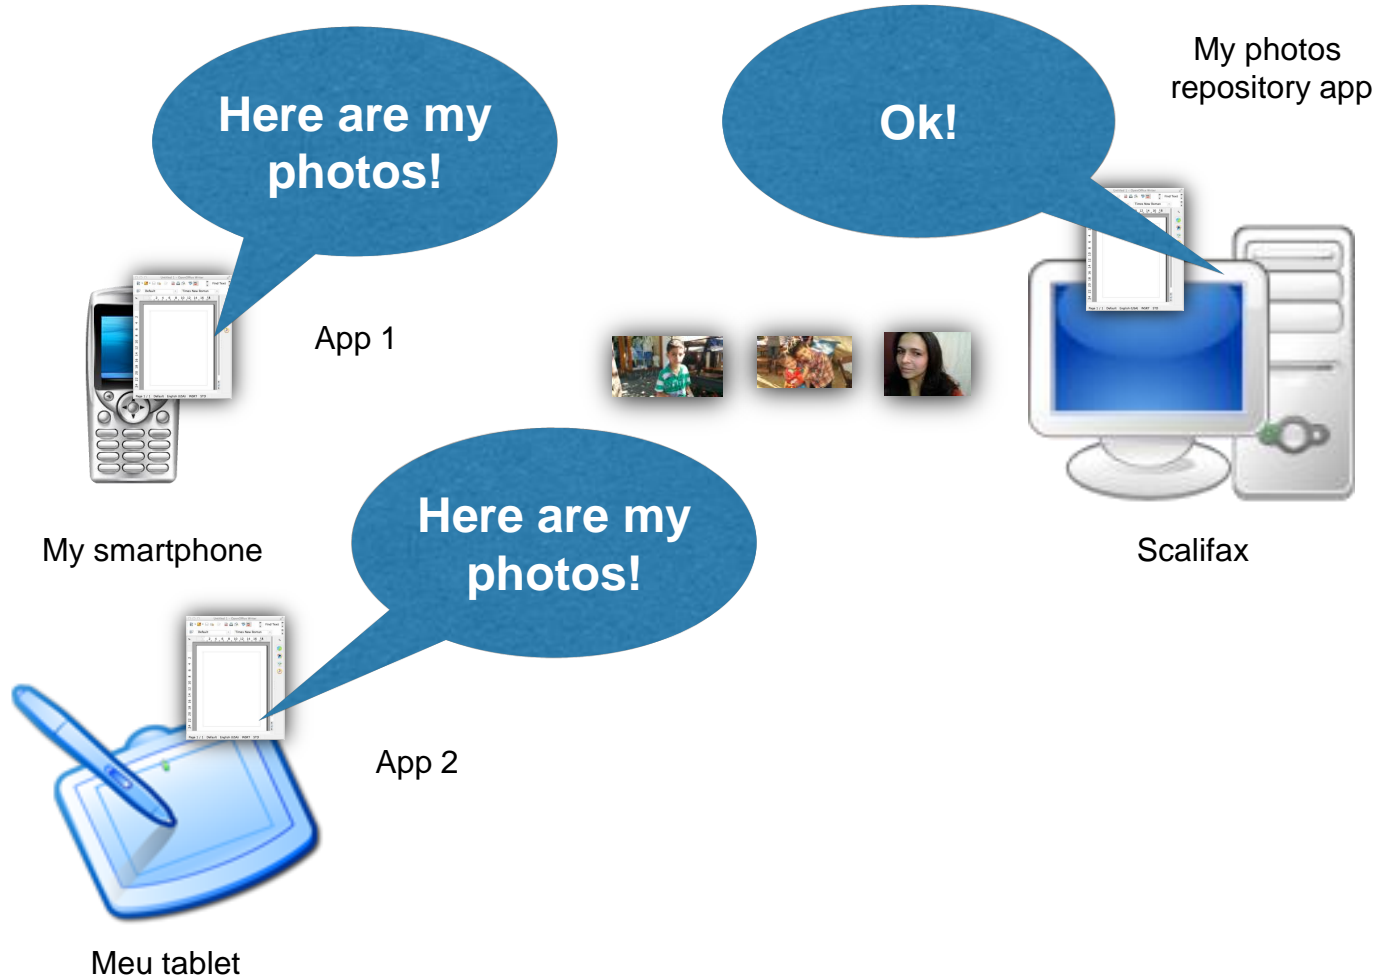 My photos
repository app
Here are my
photos!
Ok!
App 1
My smartphone
Here are my
photos!
Scalifax
App 2
Meu tablet